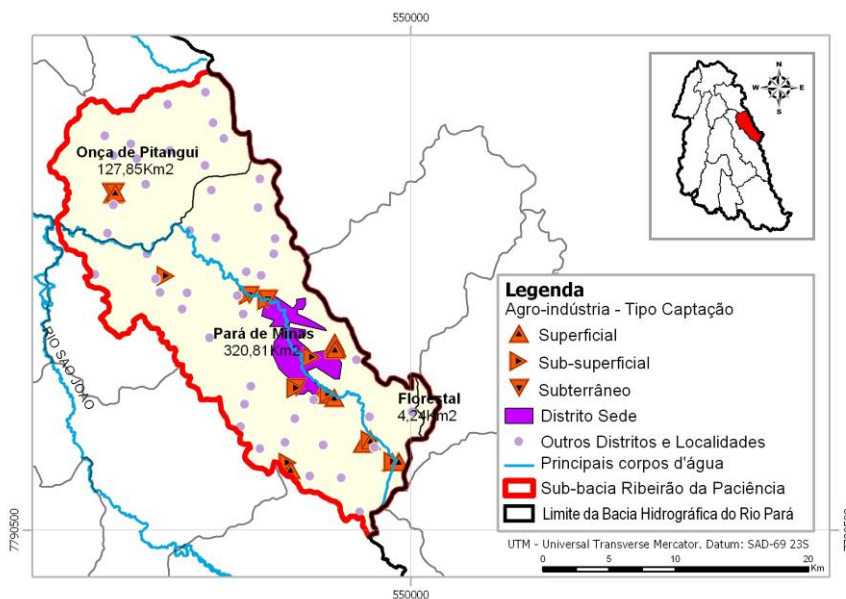 550000
N
W E
S
Onça de Pitangui
127,85Km2
Pará de Minas
320,81Km2
Florestal
4,24Km2
RIO SAO JOAO
Legenda
Agro-indústria - Tipo Captação
Superficial
Sub-superficial
Subterrâneo
Distrito Sede
Outros Distritos e Localidades
Principais corpos d'água
Sub-bacia Ribeirão da Paciência
Limite da Bacia Hidrográfica do Rio Pará
7790500
7790500
UTM - Universal Transverse Mercator. Datum: SAD-69 23S
0 5 10 20
Km
550000